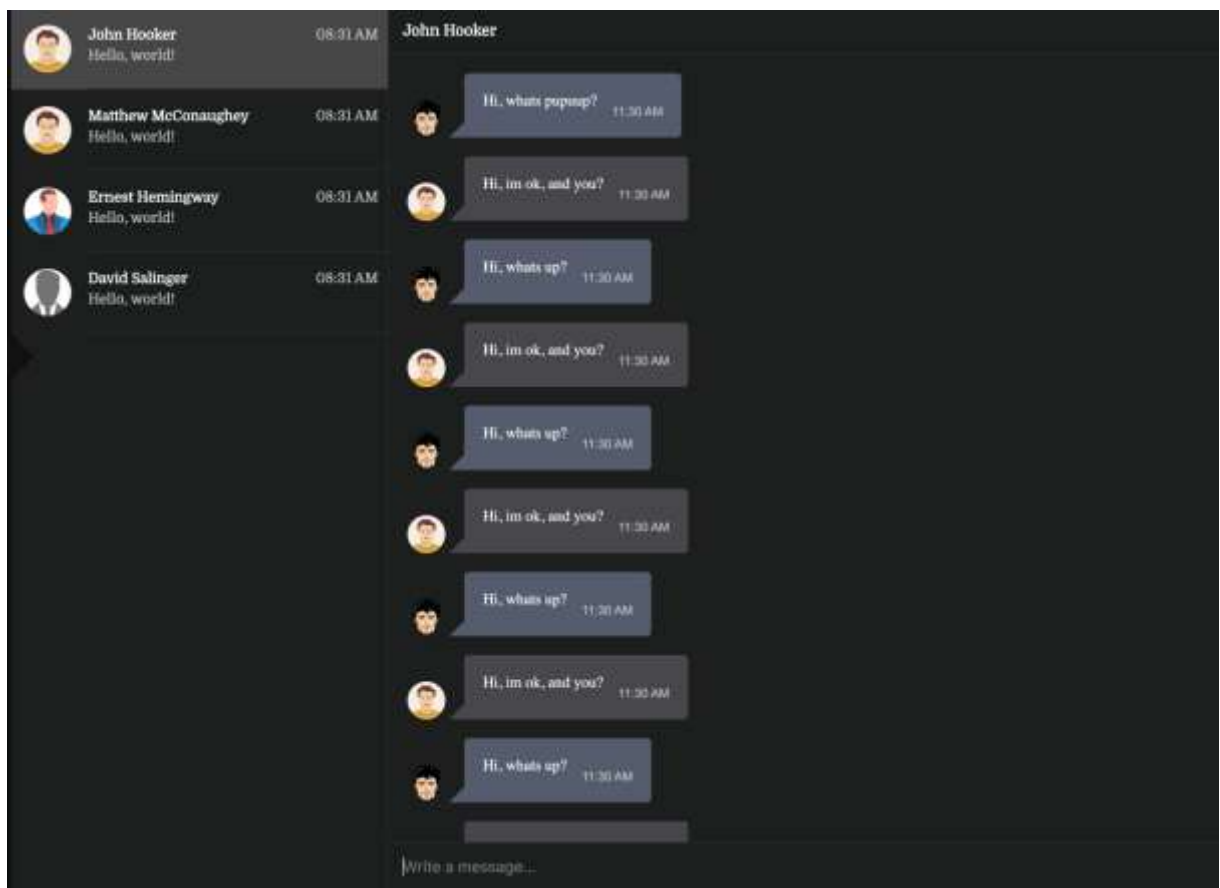 John Hooker 08:31 AM
Hello, world!
Matthew McConaughey 08:31 AM
Hello, world!
Ernest Hemingway 08:31 AM
Hello, world!
David Salinger 08:31 AM
Hello, world!
John Hooker
Hi, whats pupuup? 11:30 AM
Hi, im ok, and you? 11:30 AM
Hi, whats up? 11:30 AM
Hi, im ok, and you? 11:30 AM
Hi, whats up? 11:30 AM
Hi, im ok, and you? 11:30 AM
Hi, whats up? 11:30 AM
Hi, im ok, and you? 11:30 AM
Hi, whats up? 11:30 AM
Write a message...